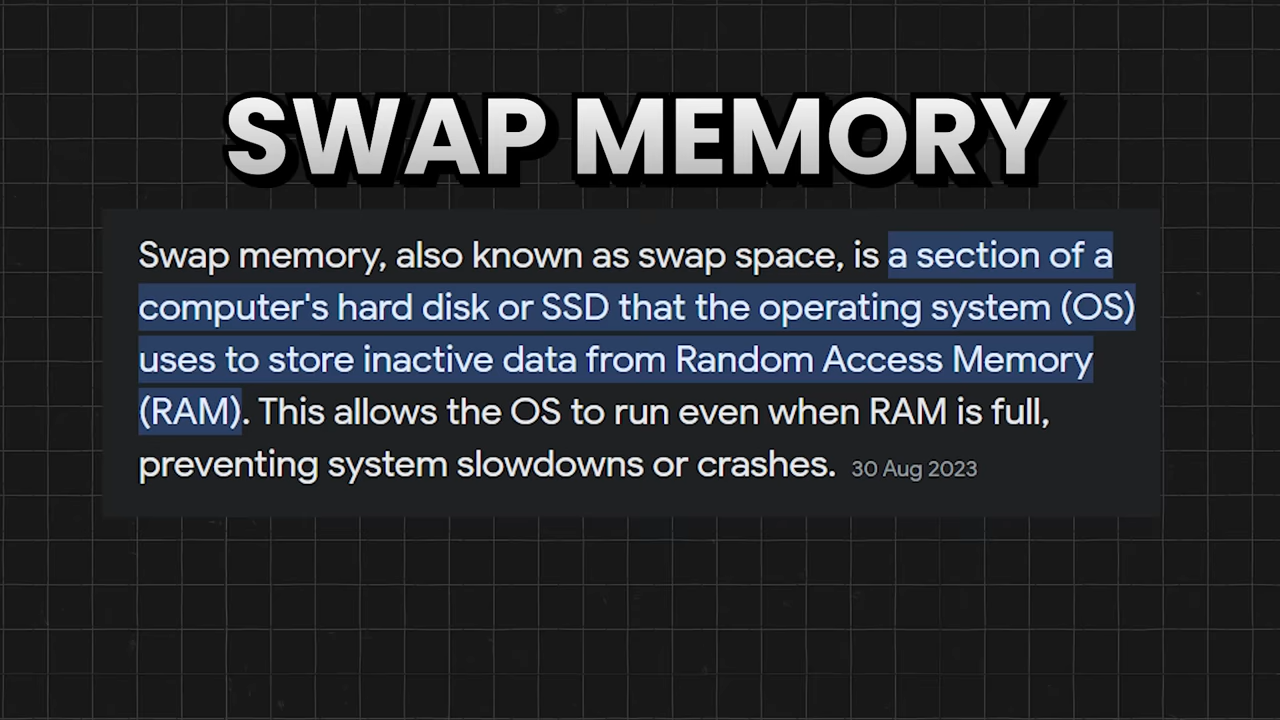 SWAP MEMORY
Swap memory, also known as swap space, is a section of a
computer's hard disk or SSD that the operating system (OS)
uses to store inactive data from Random Access Memory
(RAM). This allows the OS to run even when RAM is full,
preventing system slowdowns or crashes. 30 Aug 2023